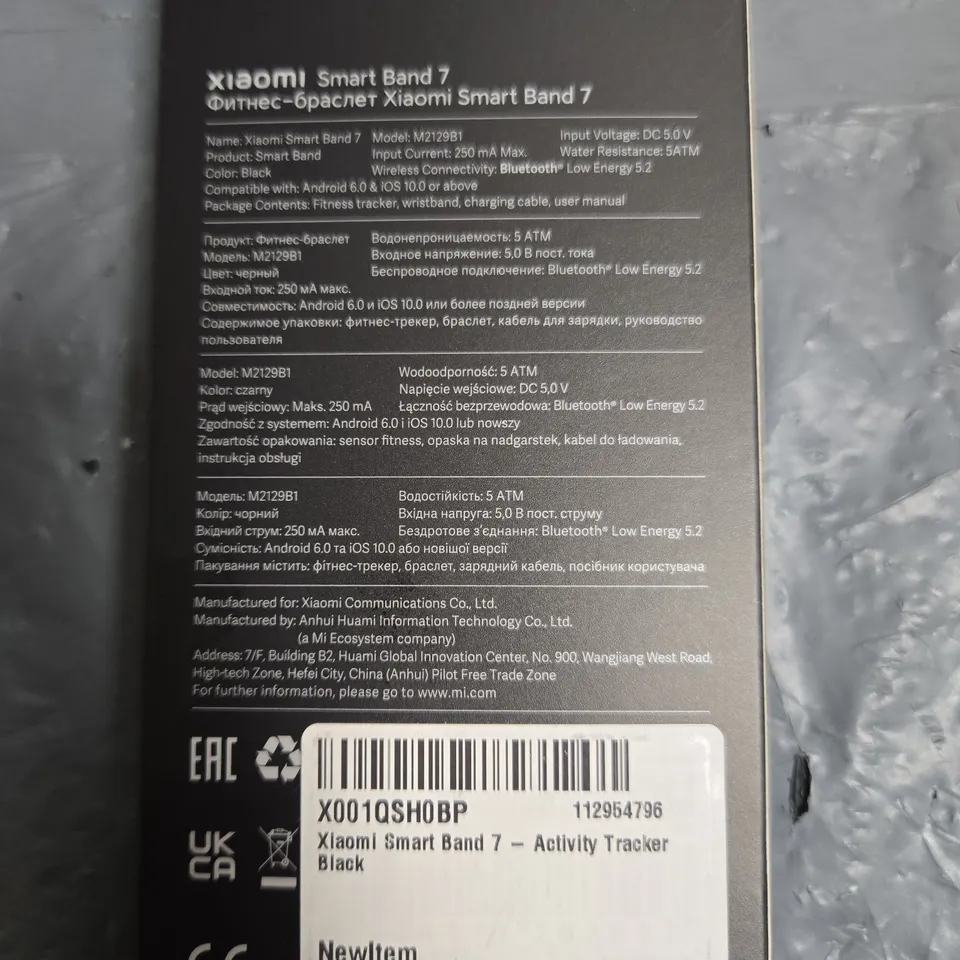 xiaomi Smart Band 7
Фитнес-браслет Xiaomi Smart Band 7
Name: Xiaomi Smart Band 7 Model: M2129B1 Input Voltage: DC 5.0 V
Product: Smart Band Input Current: 250 mA Max. Water Resistance: 5ATM
Color: Black Wireless Connectivity: Bluetooth® Low Energy 5.2
Compatible with: Android 6.0 & iOS 10.0 or above
Package Contents: Fitness tracker, wristband, charging cable, user manual
Продукт: Фитнес-браслет Водонепроницаемость: 5 ATM
Модель: M2129B1 Входное напряжение: 5,0 В пост. тока
Цвет: черный Беспроводное подключение: Bluetooth® Low Energy 5.2
Входной ток: 250 мА макс.
Совместимость: Android 6.0 и iOS 10.0 или более поздней версии
Содержимое упаковки: фитнес-трекер, браслет, кабель для зарядки, руководство
пользователя
Model: M2129B1 Wodoodporność: 5 ATM
Kolor: czarny Napięcie wejściowe: DC 5,0 V
Prąd wejściowy: Maks. 250 mA Łączność bezprzewodowa: Bluetooth® Low Energy 5.2
Zgodność z systemem: Android 6.0 i iOS 10.0 lub nowszy
Zawartość opakowania: sensor fitness, opaska na nadgarstek, kabel do ładowania,
instrukcja obsługi
Модель: M2129B1 Водостійкість: 5 ATM
Колір: чорний Вхідна напруга: 5,0 В пост. струму
Вхідний струм: 250 мА макс. Бездротове з'єднання: Bluetooth® Low Energy 5.2
Сумісність: Android 6.0 та iOS 10.0 або новішої версії
Пакування містить: фітнес-трекер, браслет, зарядний кабель, посібник користувача
Manufactured for: Xiaomi Communications Co., Ltd.
Manufactured by: Anhui Huami Information Technology Co., Ltd.
(a Mi Ecosystem company)
Address: 7/F, Building B2, Huami Global Innovation Center, No. 900, Wangjiang West Road,
High-tech Zone, Hefei City, China (Anhui) Pilot Free Trade Zone
For further information, please go to www.mi.com
EAC
UK
CA
X001QSH0BP 112954796
Xiaomi Smart Band 7 – Activity Tracker
Black
NewItem